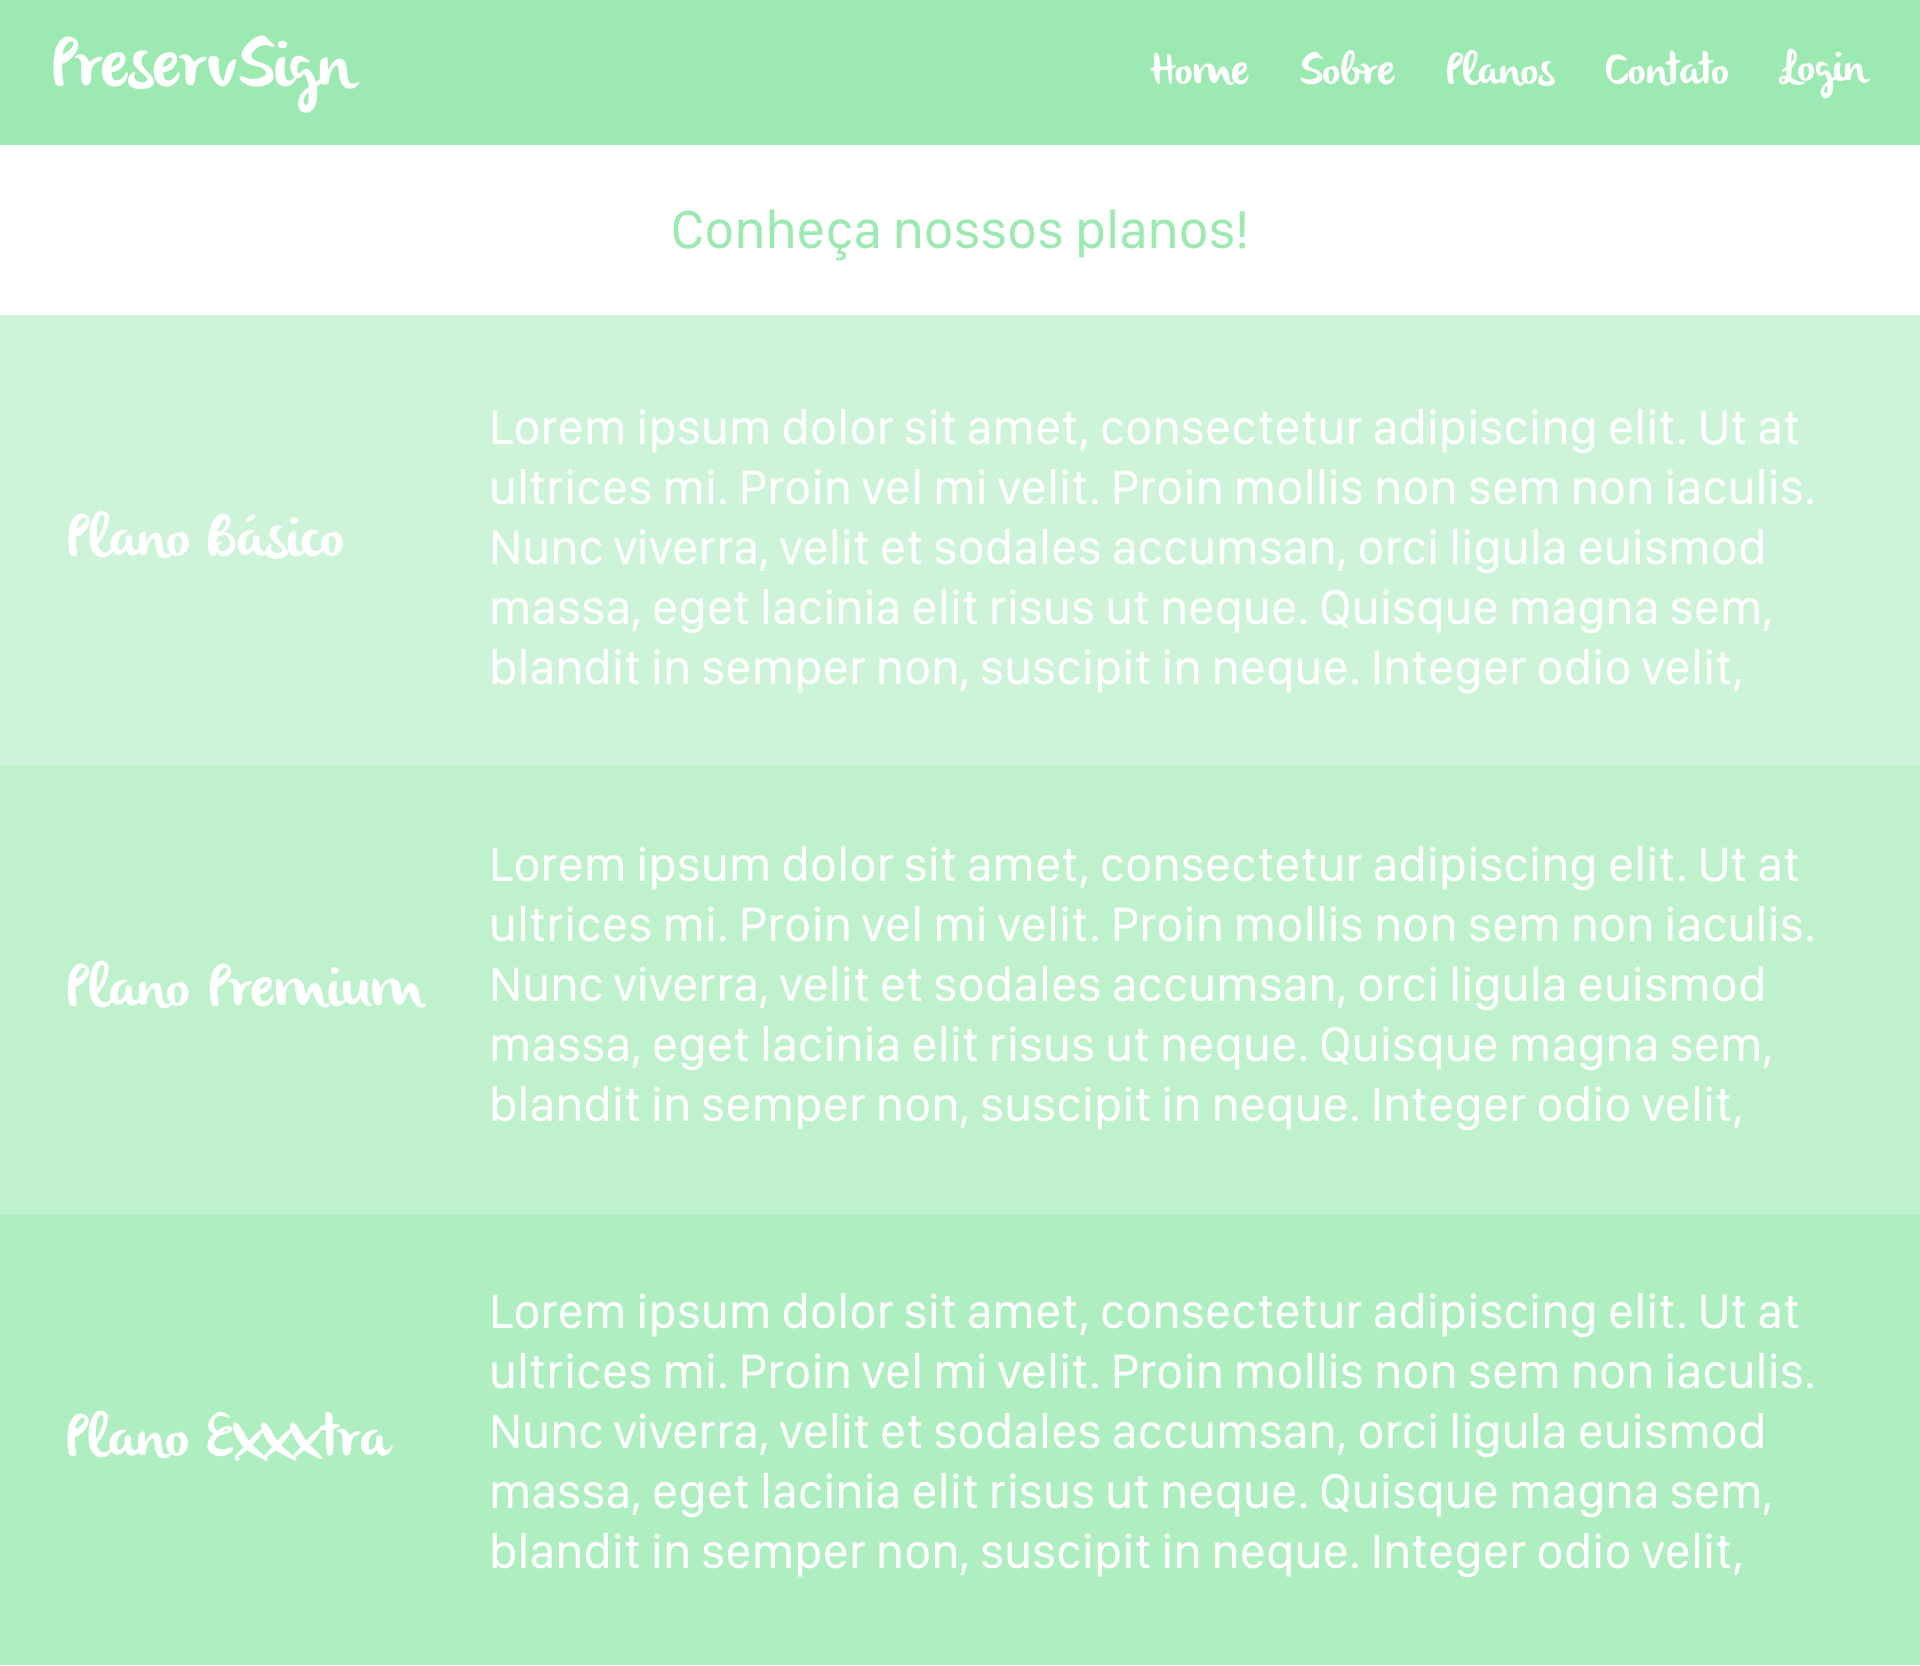 PreservSign
Home Sobre Planos Contato Login
Conheça nossos planos!
Plano Básico
Lorem ipsum dolor sit amet, consectetur adipiscing elit. Ut at
ultrices mi. Proin vel mi velit. Proin mollis non sem non iaculis.
Nunc viverra, velit et sodales accumsan, orci ligula euismod
massa, eget lacinia elit risus ut neque. Quisque magna sem,
blandit in semper non, suscipit in neque. Integer odio velit,
Plano Premium
Lorem ipsum dolor sit amet, consectetur adipiscing elit. Ut at
ultrices mi. Proin vel mi velit. Proin mollis non sem non iaculis.
Nunc viverra, velit et sodales accumsan, orci ligula euismod
massa, eget lacinia elit risus ut neque. Quisque magna sem,
blandit in semper non, suscipit in neque. Integer odio velit,
Plano Exxxtra
Lorem ipsum dolor sit amet, consectetur adipiscing elit. Ut at
ultrices mi. Proin vel mi velit. Proin mollis non sem non iaculis.
Nunc viverra, velit et sodales accumsan, orci ligula euismod
massa, eget lacinia elit risus ut neque. Quisque magna sem,
blandit in semper non, suscipit in neque. Integer odio velit,